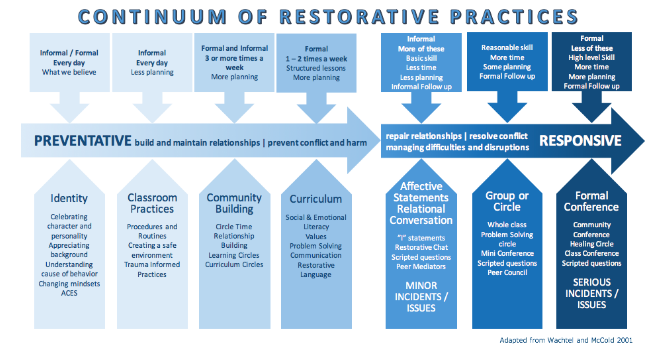 CONTINUUM OF RESTORATIVE PRACTICES
Informal / Formal
Every day
What we believe
Informal
Every day
Less planning
Formal and Informal
3 or more times a
week
More planning
Formal
1 – 2 times a week
Structured lessons
More planning
Informal
More of these
Basic skill
Less time
Less planning
Informal Follow up
Reasonable skill
More time
Some planning
Formal Follow up
Formal
Less of these
High level Skill
More time
More planning
Formal Follow up
PREVENTATIVE build and maintain relationships | prevent conflict and harm
repair relationships | resolve conflict
managing difficulties and disruptions
RESPONSIVE
Identity
Celebrating
character and
personality
Appreciating
background
Understanding
cause of behavior
Changing mindsets
ACES
Classroom
Practices
Procedures and
Routines
Creating a safe
environment
Trauma Informed
Practices
Community
Building
Circle Time
Relationship
Building
Learning Circles
Curriculum Circles
Curriculum
Social & Emotional
Literacy
Values
Problem Solving
Communication
Restorative
Language
Affective
Statements
Relational
Conversation
"I" statements
Restorative Chat
Scripted questions
Peer Mediators
MINOR
INCIDENTS /
ISSUES
Group or
Circle
Whole class
Problem Solving
circle
Mini Conference
Scripted questions
Peer Council
Formal
Conference
Community
Conference
Healing Circle
Class Conference
Scripted questions
SERIOUS
INCIDENTS /
ISSUES
Adapted from Wachtel and McCold 2001